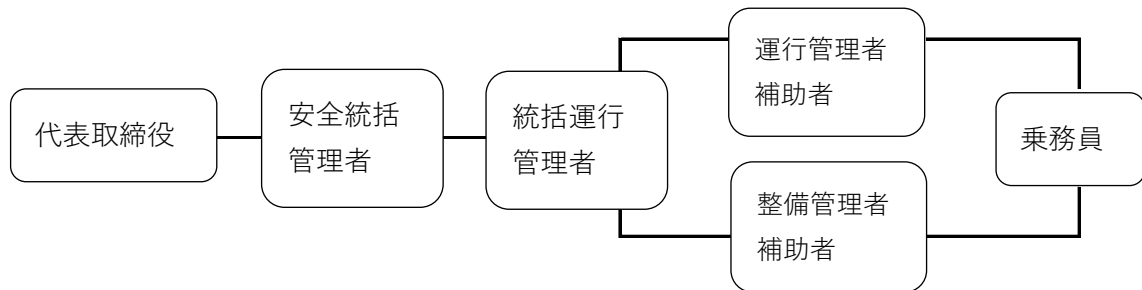 代表取締役
安全統括
管理者
統括運行
管理者
運行管理者
補助者
整備管理者
補助者
乗務員